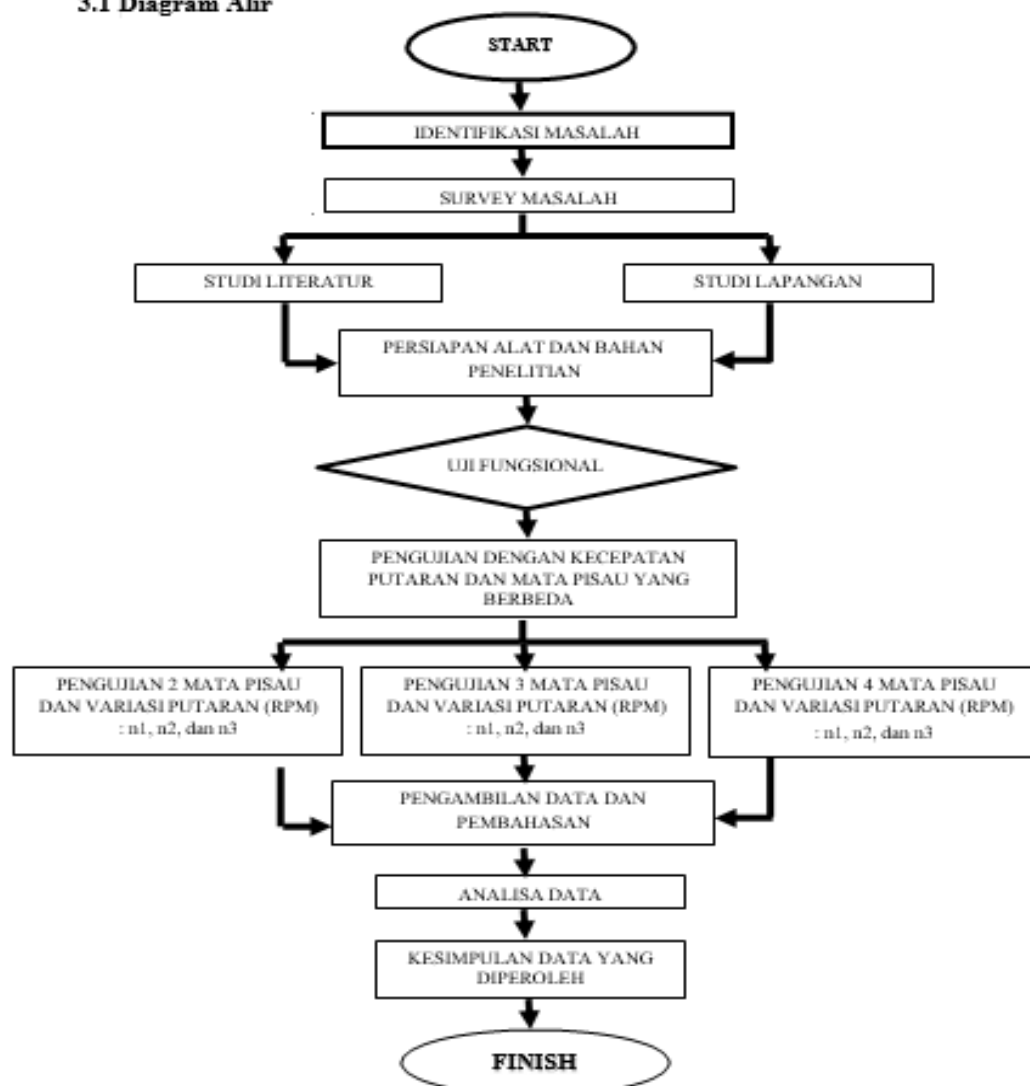 3.1 Diagram Alir
START
IDENTIFIKASI MASALAH
SURVEY MASALAH
STUDI LITERATUR
STUDI LAPANGAN
PERSIAPAN ALAT DAN BAHAN
PENELITIAN
UJI FUNGSIONAL
PENGUJIAN DENGAN KECEPATAN
PUTARAN DAN MATA PISAU YANG
BERBEDA
PENGUJIAN 2 MATA PISAU
DAN VARIASI PUTARAN (RPM)
: n1, n2, dan n3
PENGUJIAN 3 MATA PISAU
DAN VARIASI PUTARAN (RPM)
: n1, n2, dan n3
PENGUJIAN 4 MATA PISAU
DAN VARIASI PUTARAN (RPM)
: n1, n2, dan n3
PENGAMBILAN DATA DAN
PEMBAHASAN
ANALISA DATA
KESIMPULAN DATA YANG
DIPEROLEH
FINISH